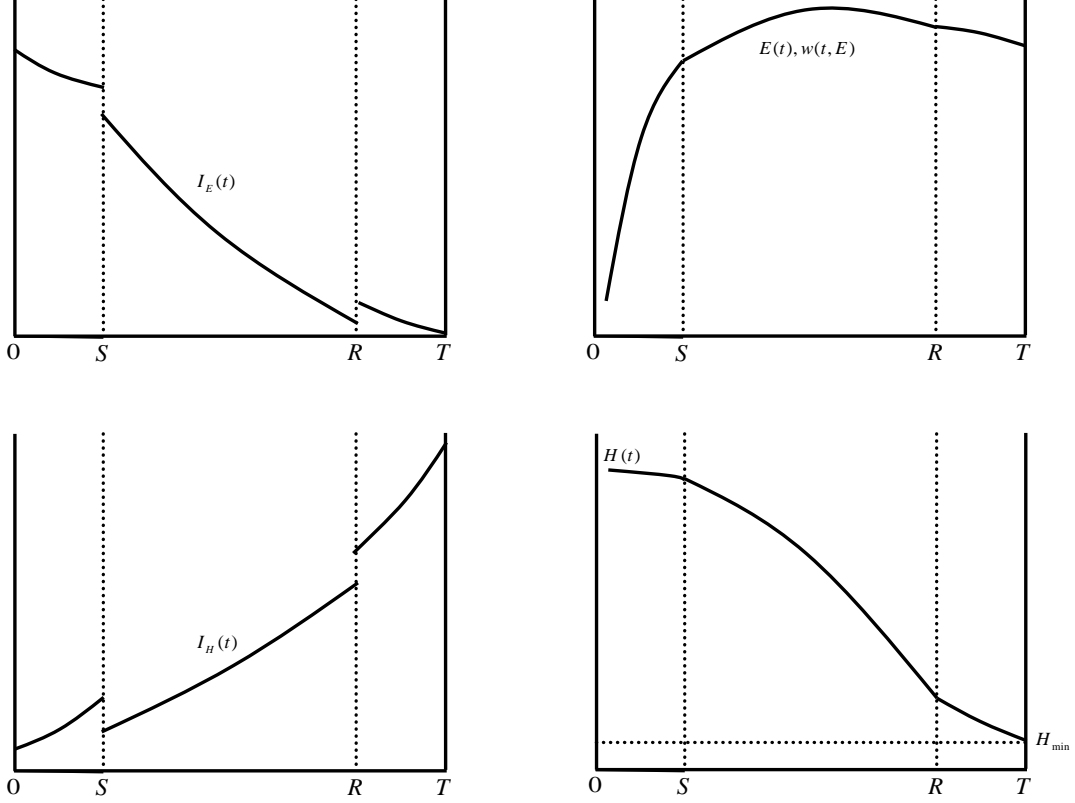 I_E(t)
0 S R T
E(t), w(t, E)
0 S R T
I_H(t)
0 S R T
H(t)
H_min
0 S R T